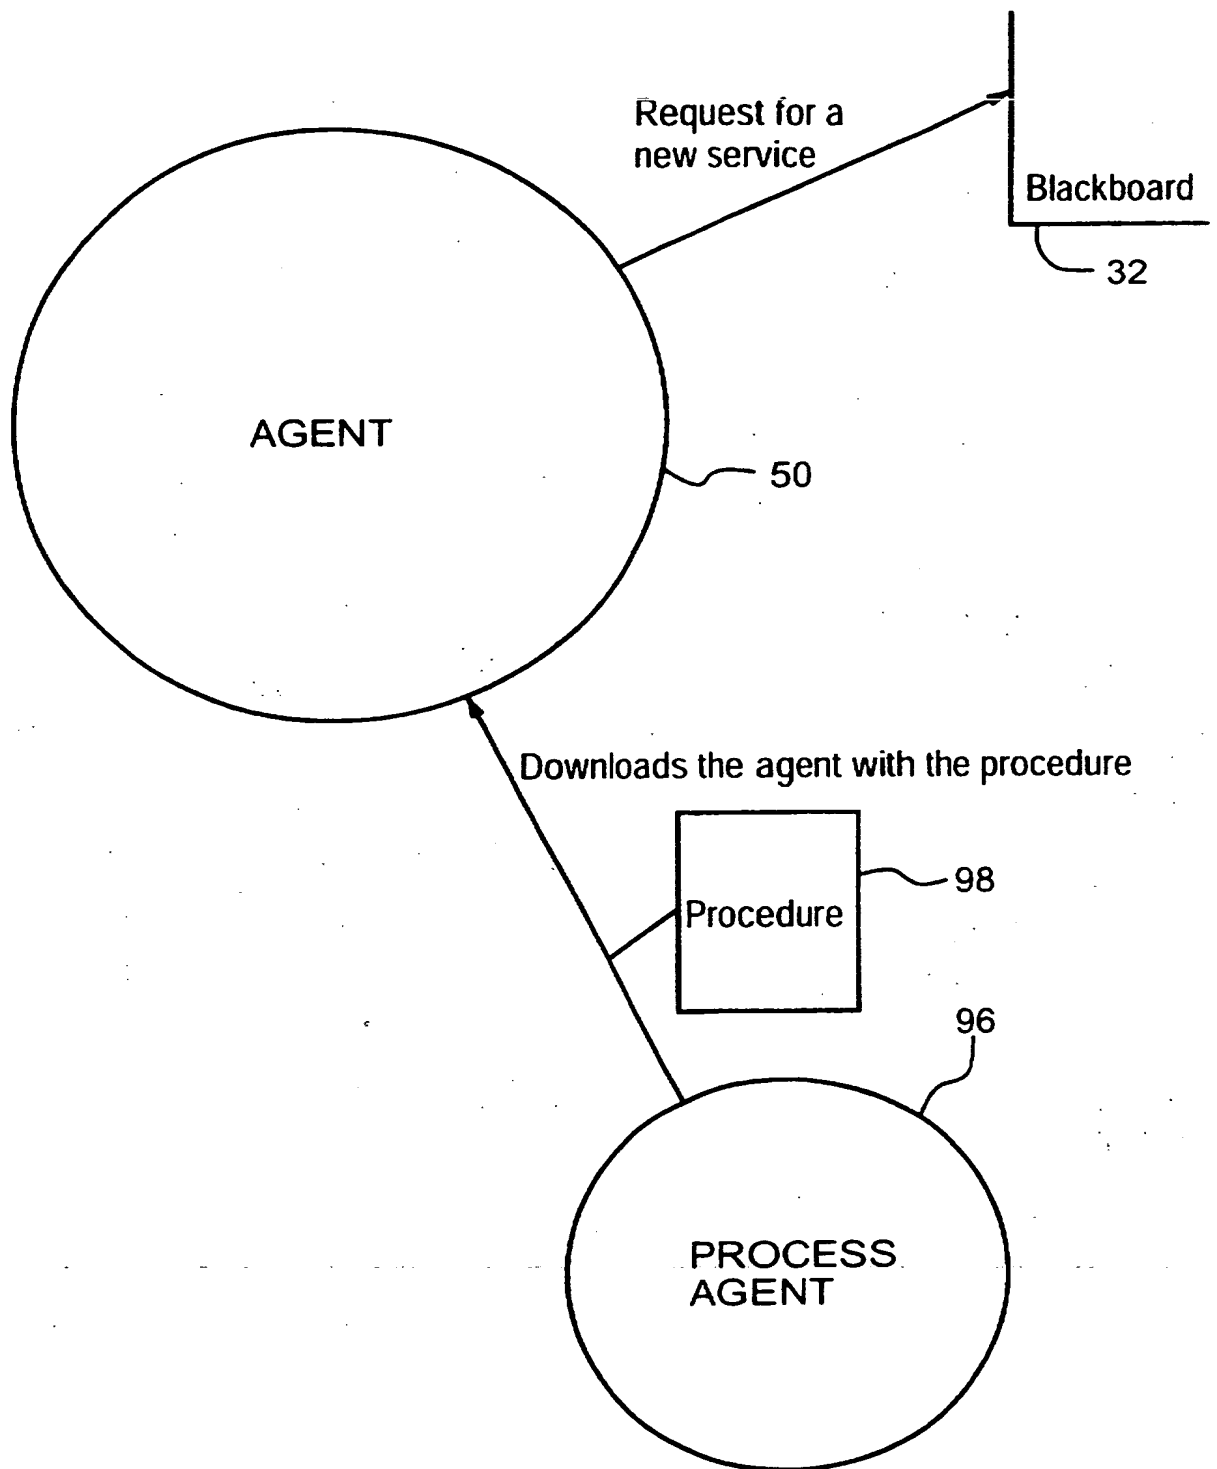 Request for a
new service
Blackboard
32
AGENT
50
Downloads the agent with the procedure
98
Procedure
96
PROCESS
AGENT